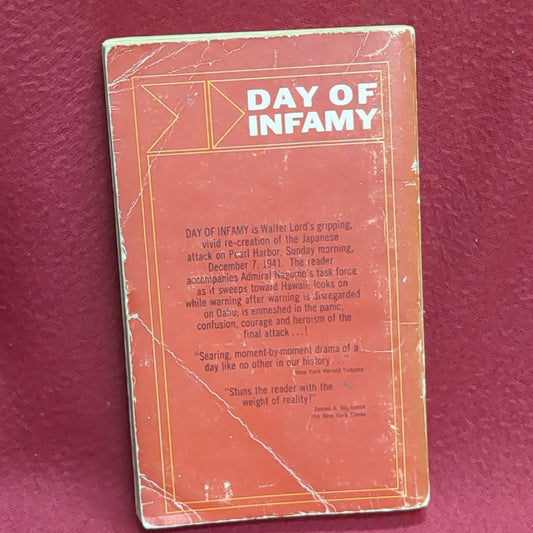 DAY OF
INFAMY
DAY OF INFAMY is Walter Lord's gripping,
vivid re-creation of the Japanese
attack on Pearl Harbor, Sunday morning,
December 7, 1941. The reader
accompanies Admiral Nagumo's task force
as it sweeps toward Hawaii, looks on
while warning after warning is disregarded
on Oahu, is enmeshed in the panic,
confusion, courage and heroism of the
final attack . . . !
"Searing, moment-by-moment drama of a
day like no other in our history . . ."
New York Herald Tribune
"Stuns the reader with the
weight of reality!"
James A. Michener
The New York Times